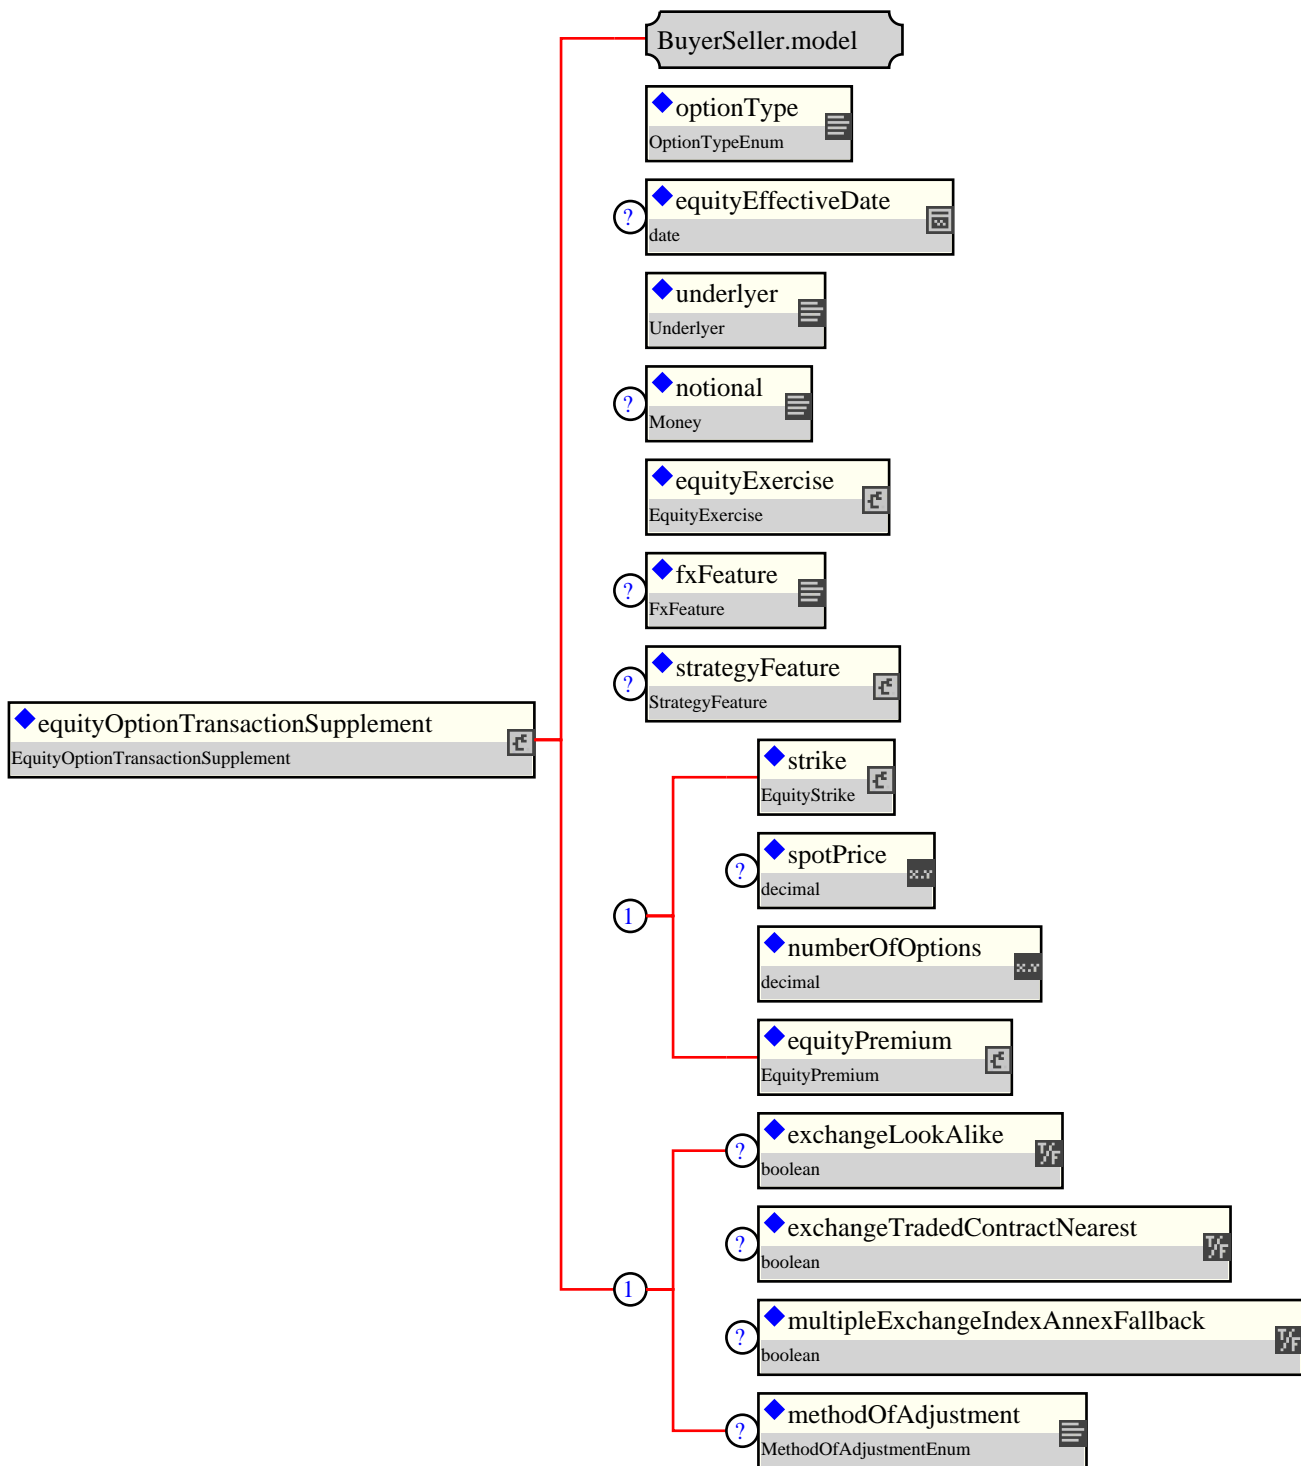 BuyerSeller.model
optionType
OptionTypeEnum
?
equityEffectiveDate
date
underlyer
Underlyer
?
notional
Money
equityExercise
EquityExercise
?
fxFeature
FxFeature
?
strategyFeature
StrategyFeature
equityOptionTransactionSupplement
EquityOptionTransactionSupplement
strike
EquityStrike
?
spotPrice
decimal
x.Y
1
numberOfOptions
decimal
x.Y
equityPremium
EquityPremium
?
exchangeLookAlike
boolean
T/F
?
exchangeTradedContractNearest
boolean
T/F
1
?
multipleExchangeIndexAnnexFallback
boolean
T/F
?
methodOfAdjustment
MethodOfAdjustmentEnum